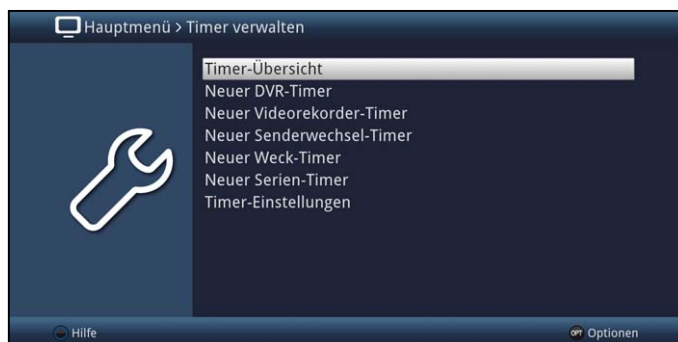 Hauptmenü > Timer verwalten
Timer-Übersicht
Neuer DVR-Timer
Neuer Videorekorder-Timer
Neuer Senderwechsel-Timer
Neuer Weck-Timer
Neuer Serien-Timer
Timer-Einstellungen
Hilfe
OPT Optionen